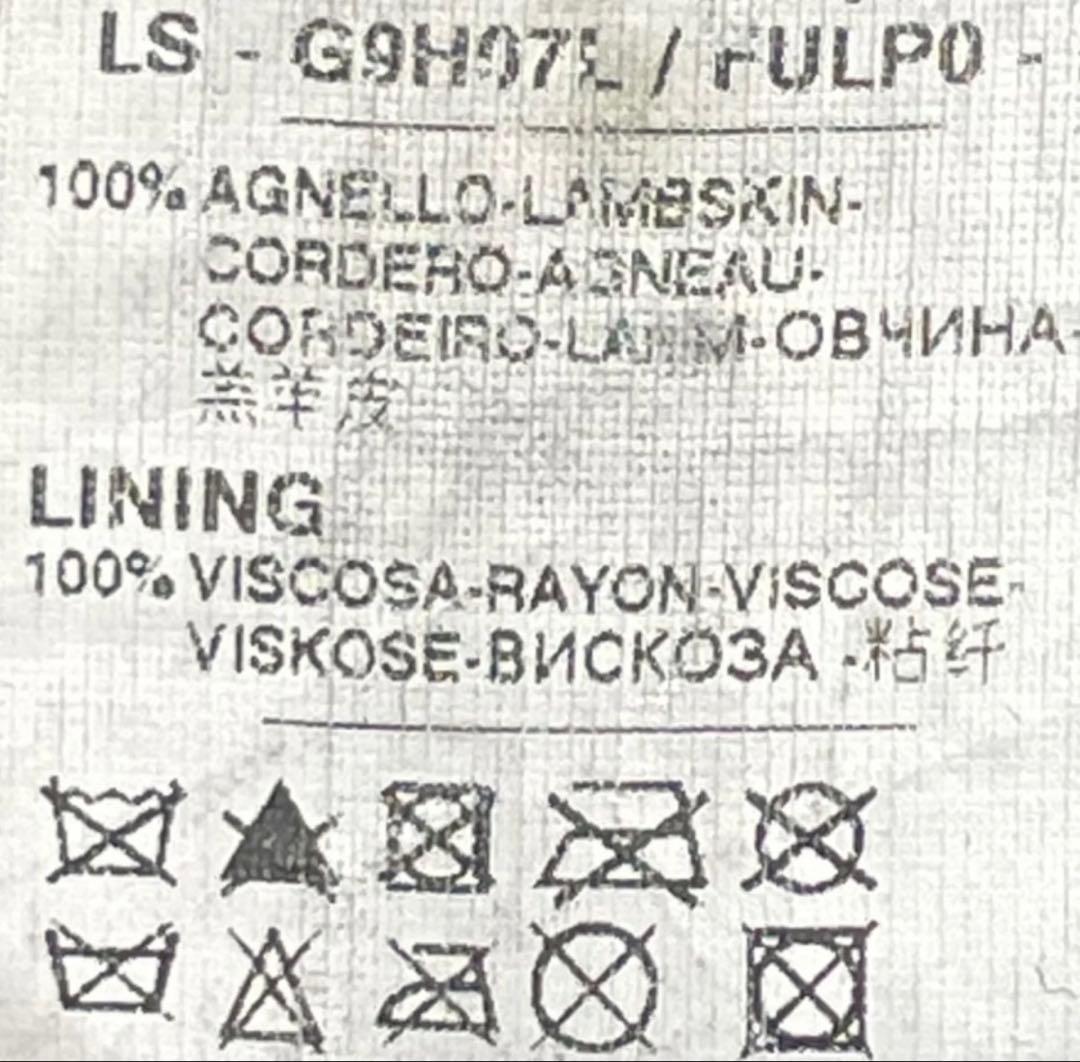 LS - G9H97L / FULP0 -
100% AGNELLO-LAMBSKIN-
CORDERO-AGNEAU-
CORDEIRO-LAMM-ОВЧИНА-
羔羊皮
LINING
100% VISCOSA-RAYON-VISCOSE-
VISKOSE-ВИСКОЗА -粘纤